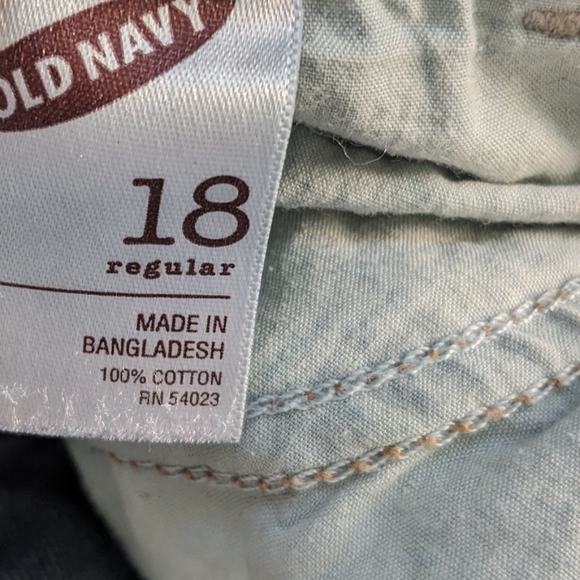 OLD NAVY
18
regular
MADE IN
BANGLADESH
100% COTTON
RN 54023